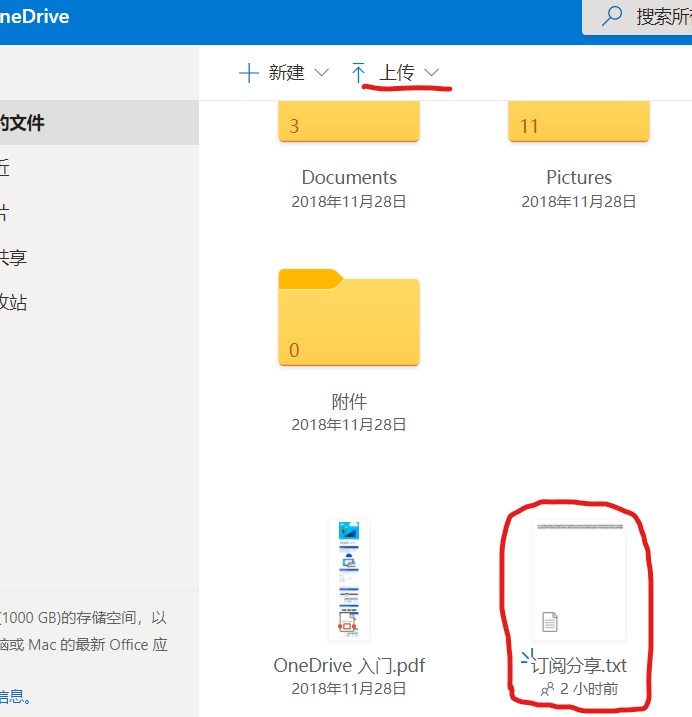 neDrive
搜索所有
新建
上传
的文件
近
片
共享
收站
3
11
Documents
Pictures
2018年11月28日
2018年11月28日
0
附件
2018年11月28日
OneDrive 入门.pdf
订阅分享.txt
2018年11月28日
2 小时前
(1000 GB)的存储空间，以
脑或 Mac 的最新 Office 应
信息。